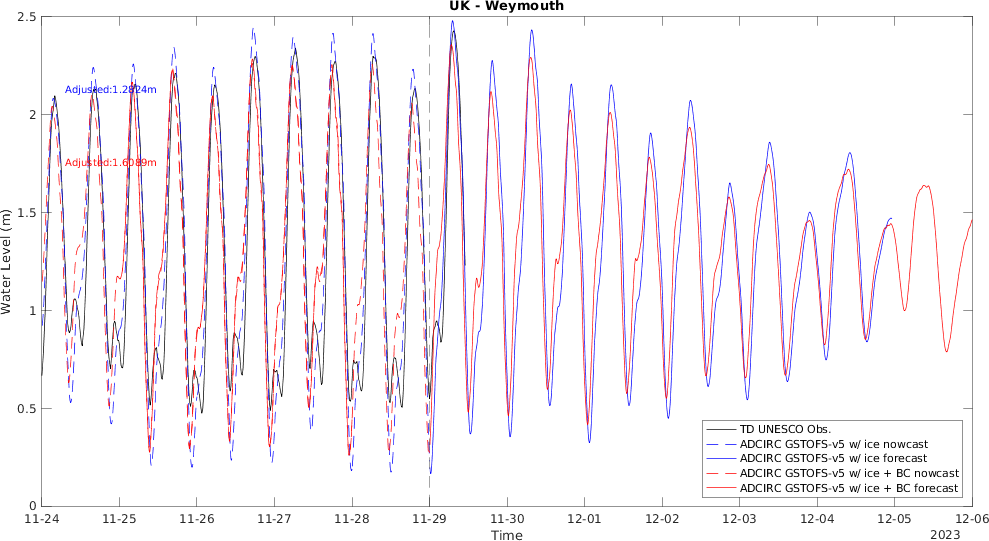 UK - Weymouth
2.5
2
1.5
1
0.5
0
Water Level (m)
Adjusted:1.2824m
Adjusted:1.6089m
TD UNESCO Obs.
ADCIRC GSTOFS-v5 w/ ice nowcast
ADCIRC GSTOFS-v5 w/ ice forecast
ADCIRC GSTOFS-v5 w/ ice + BC nowcast
ADCIRC GSTOFS-v5 w/ ice + BC forecast
11-24 11-25 11-26 11-27 11-28 11-29 11-30 12-01 12-02 12-03 12-04 12-05 12-06
Time
2023